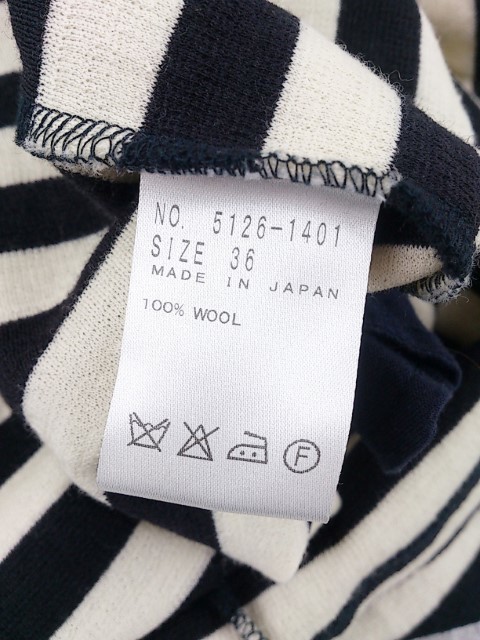 NO. 5126-1401
SIZE 36
MADE IN JAPAN
100% WOOL
F